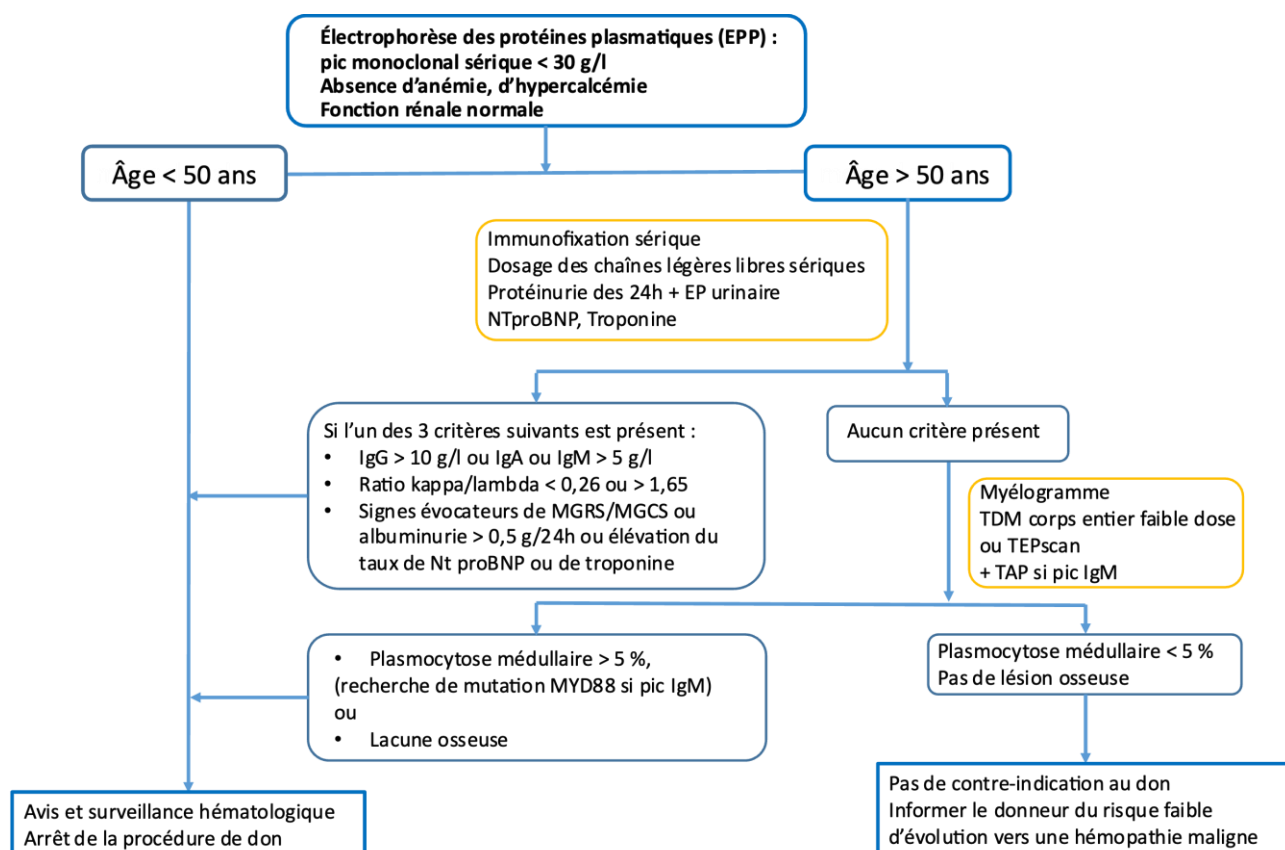 Électrophorèse des protéines plasmatiques (EPP) :
pic monoclonal sérique < 30 g/l
Absence d'anémie, d'hypercalcémie
Fonction rénale normale
Âge < 50 ans
Âge > 50 ans
Immunofixation sérique
Dosage des chaînes légères libres sériques
Protéinurie des 24h + EP urinaire
NTproBNP, Troponine
Si l'un des 3 critères suivants est présent :
• IgG > 10 g/l ou IgA ou IgM > 5 g/l
• Ratio kappa/lambda < 0,26 ou > 1,65
• Signes évocateurs de MGRS/MGCS ou
albuminurie > 0,5 g/24h ou élévation du
taux de Nt proBNP ou de troponine
Aucun critère présent
Myélogramme
TDM corps entier faible dose
ou TEPscan
+ TAP si pic IgM
• Plasmocytose médullaire > 5 %,
(recherche de mutation MYD88 si pic IgM)
ou
• Lacune osseuse
Plasmocytose médullaire < 5 %
Pas de lésion osseuse
Avis et surveillance hématologique
Arrêt de la procédure de don
Pas de contre-indication au don
Informer le donneur du risque faible
d'évolution vers une hémopathie maligne